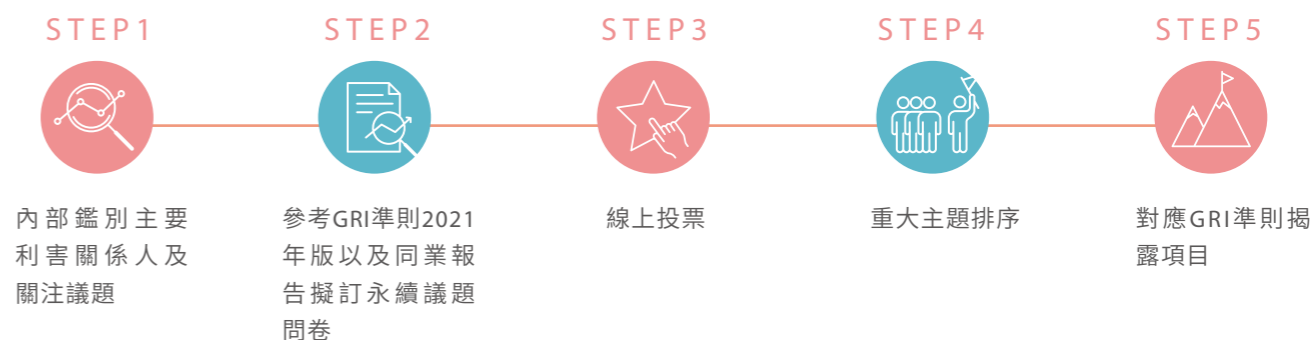 STEP1
內部鑑別主要
利害關係人及
關注議題
STEP2
參考GRI準則2021
年版以及同業報
告擬訂永續議題
問卷
STEP3
線上投票
STEP4
重大主題排序
STEP5
對應GRI準則揭
露項目